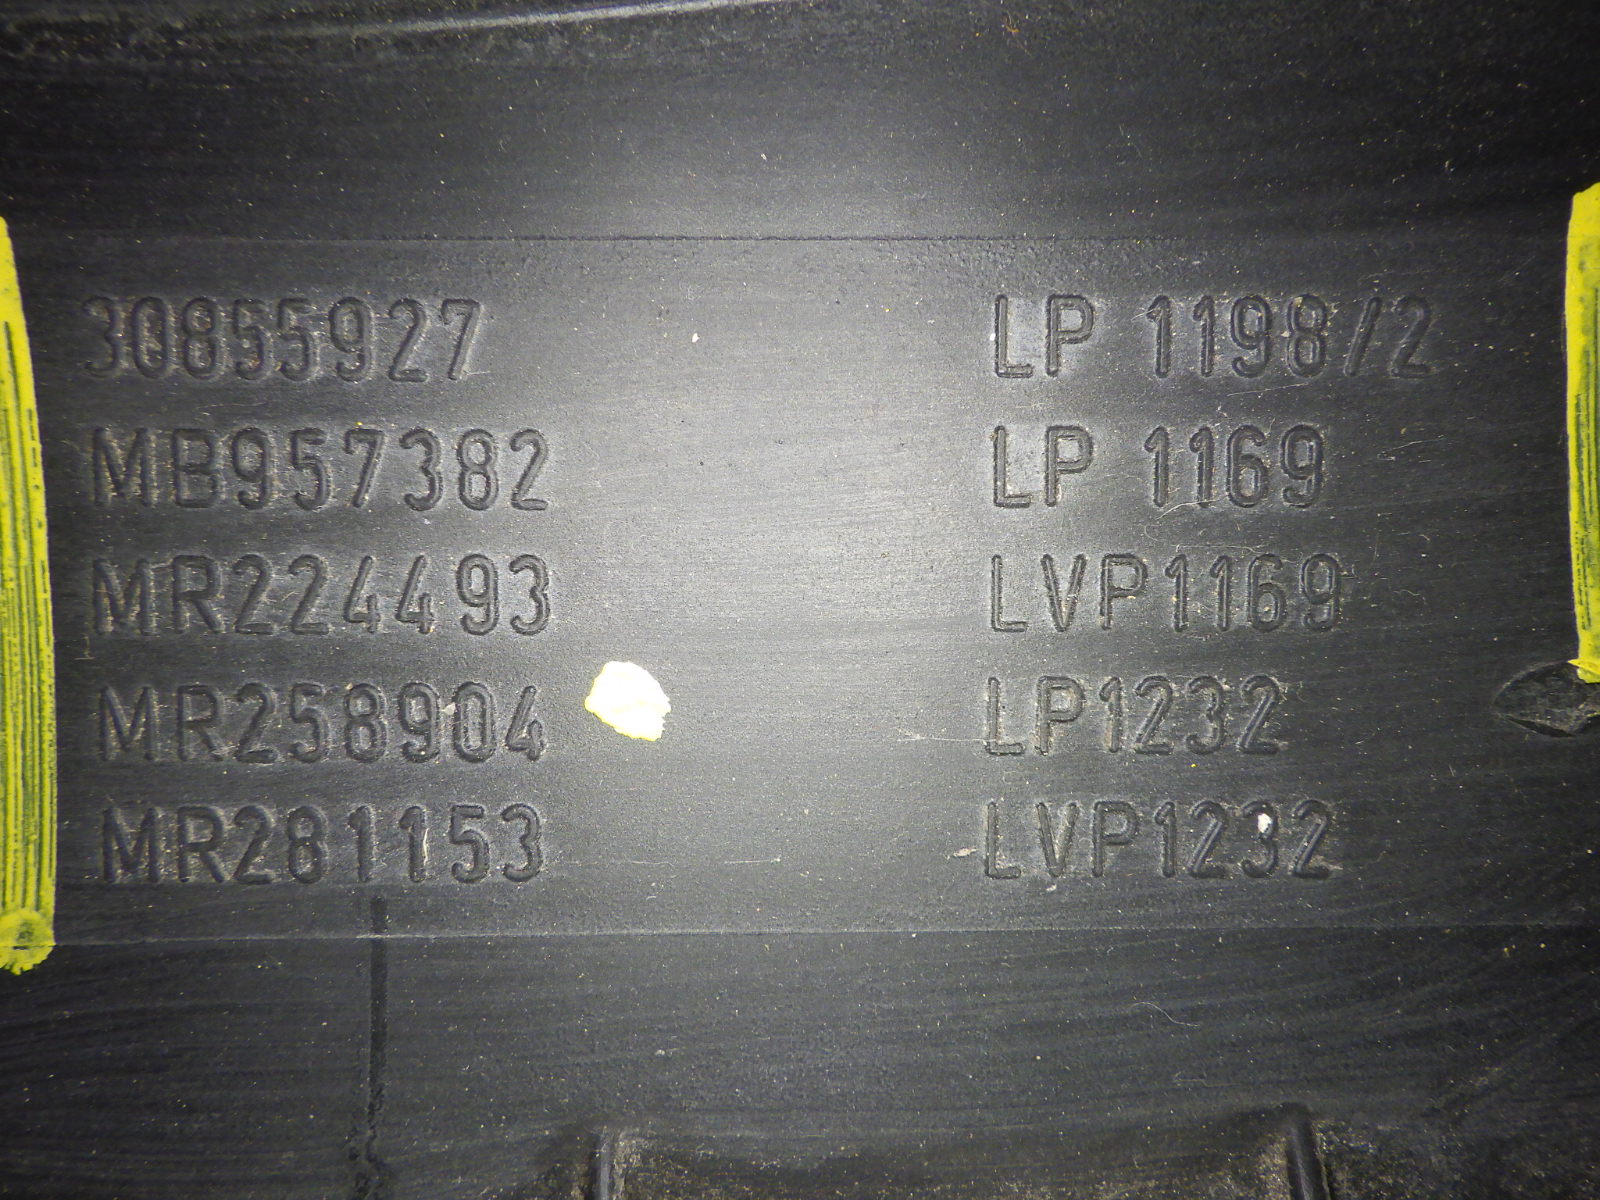 30855927 LP 1198/2
MB957382 LP 1169
MR224493 LVP1169
MR258904 LP1232
MR281153 LVP1232